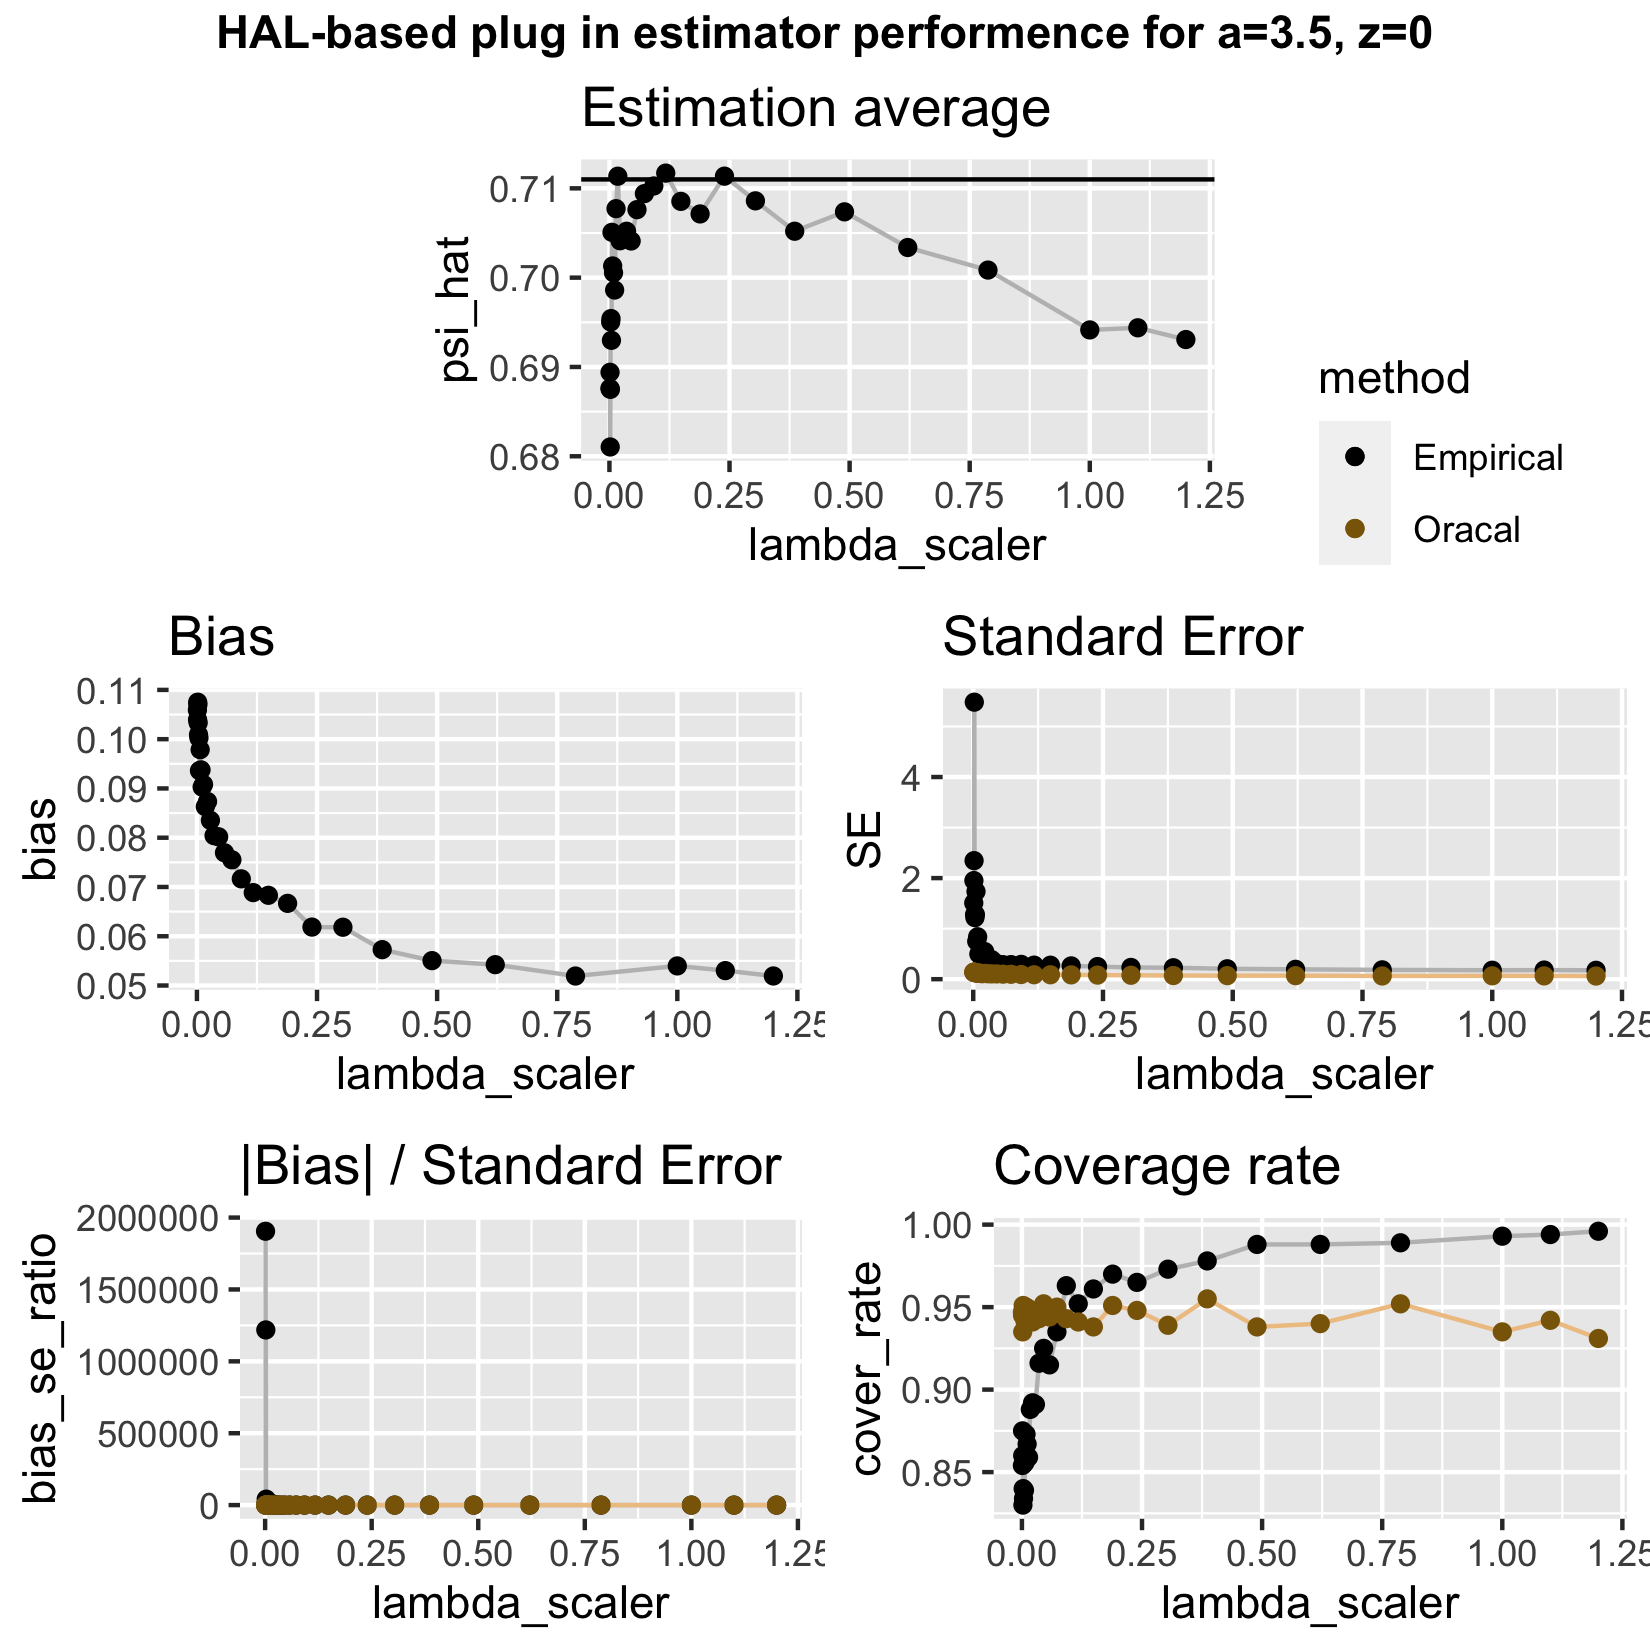 HAL-based plug in estimator performence for a=3.5, z=0
Estimation average
psi_hat
0.71
0.70
0.69
0.68
0.00 0.25 0.50 0.75 1.00 1.25
lambda_scaler
method
Empirical
Oracal
Bias
bias
0.11
0.10
0.09
0.08
0.07
0.06
0.05
0.00 0.25 0.50 0.75 1.00 1.25
lambda_scaler
Standard Error
SE
4
2
0
0.00 0.25 0.50 0.75 1.00 1.25
lambda_scaler
|Bias| / Standard Error
bias_se_ratio
2000000
1500000
1000000
500000
0
0.00 0.25 0.50 0.75 1.00 1.25
lambda_scaler
Coverage rate
cover_rate
1.00
0.95
0.90
0.85
0.00 0.25 0.50 0.75 1.00 1.25
lambda_scaler